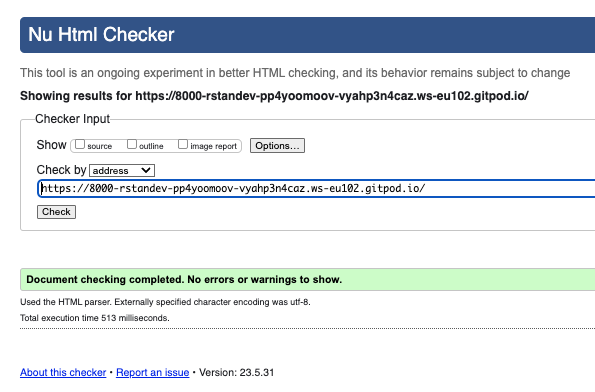 Nu Html Checker
This tool is an ongoing experiment in better HTML checking, and its behavior remains subject to change
Showing results for https://8000-rstandev-pp4yoomoov-vyahp3n4caz.ws-eu102.gitpod.io/
Checker Input
Show source outline image report Options...
Check by address
https://8000-rstandev-pp4yoomoov-vyahp3n4caz.ws-eu102.gitpod.io/
Check
Document checking completed. No errors or warnings to show.
Used the HTML parser. Externally specified character encoding was utf-8.
Total execution time 513 milliseconds.
About this checker • Report an issue • Version: 23.5.31